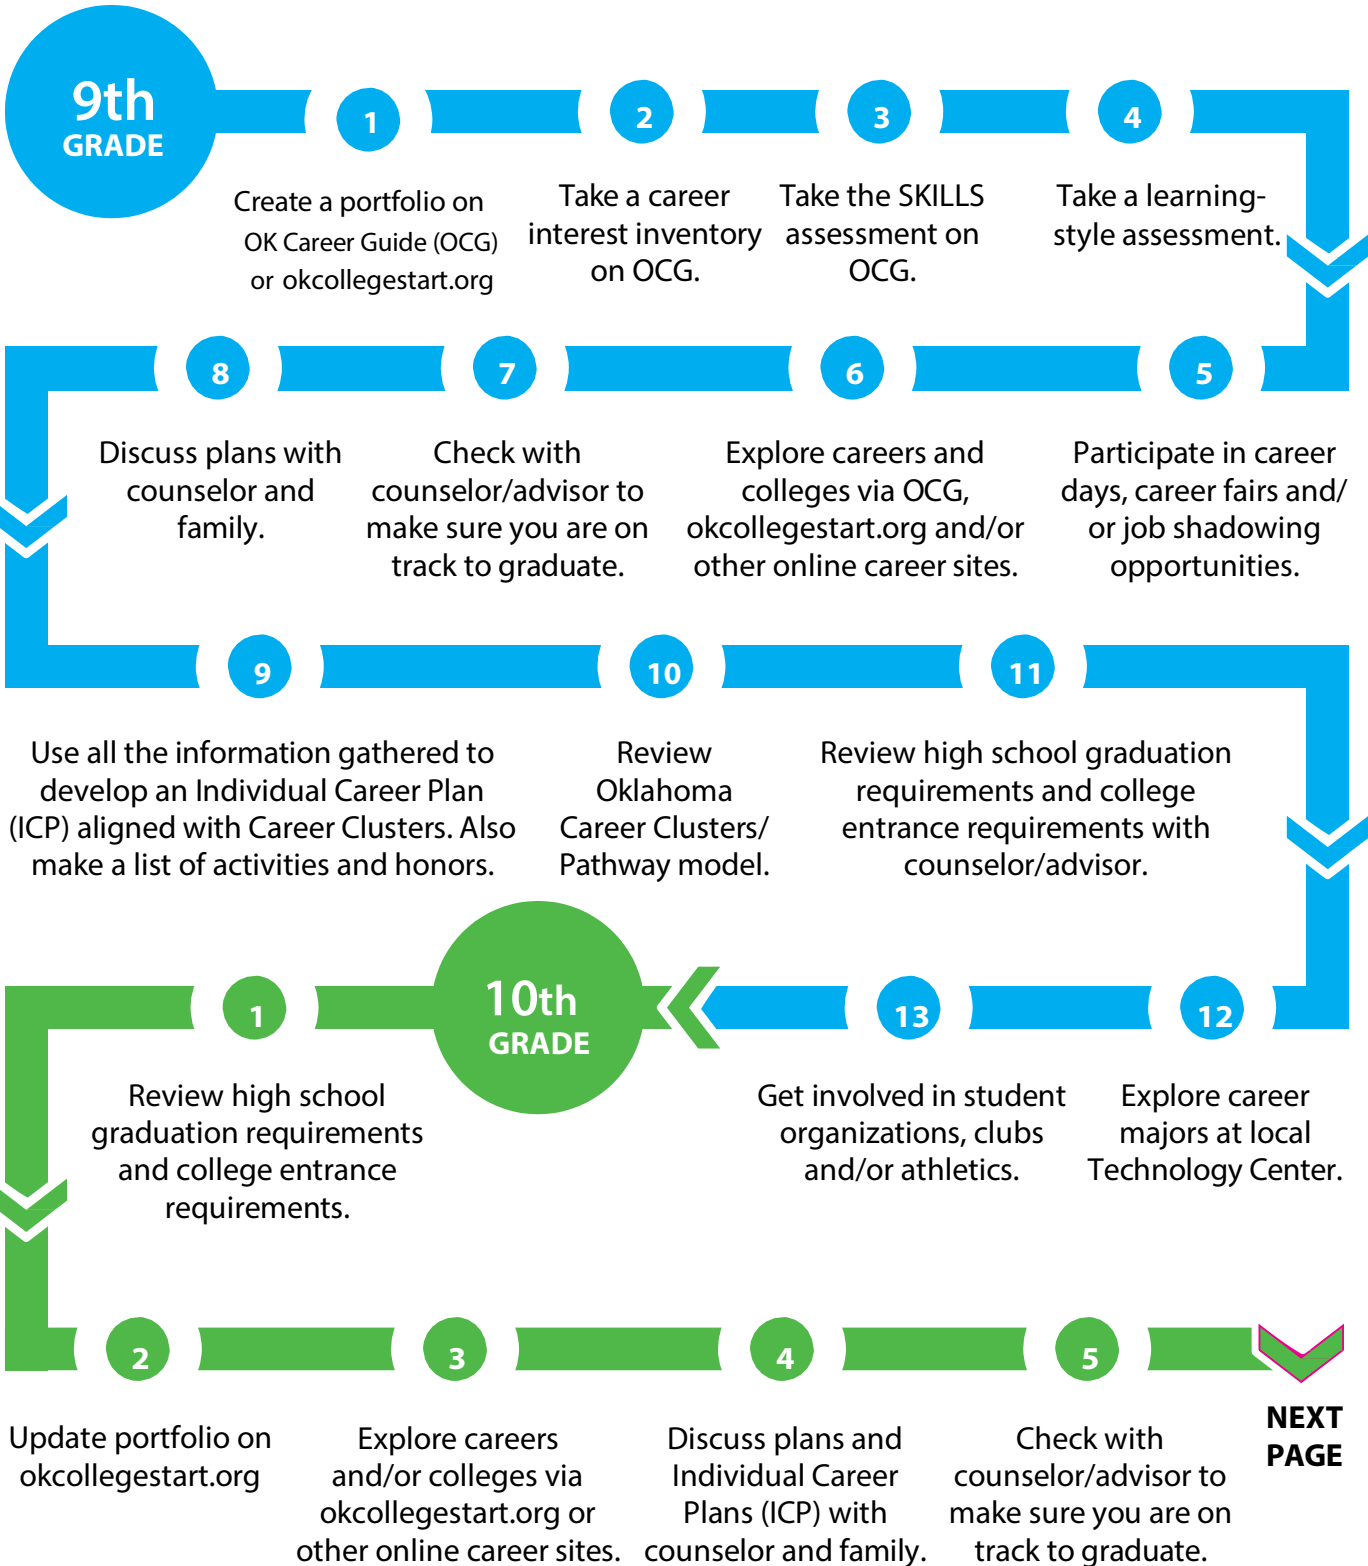 9th
GRADE
1
Create a portfolio on
OK Career Guide (OCG)
or okcollegestart.org
2
Take a career
interest inventory
on OCG.
3
Take the SKILLS
assessment on
OCG.
4
Take a learning-
style assessment.
5
Participate in career
days, career fairs and/
or job shadowing
opportunities.
6
Explore careers and
colleges via OCG,
okcollegestart.org and/or
other online career sites.
7
Check with
counselor/advisor to
make sure you are on
track to graduate.
8
Discuss plans with
counselor and
family.
9
Use all the information gathered to
develop an Individual Career Plan
(ICP) aligned with Career Clusters. Also
make a list of activities and honors.
10
Review
Oklahoma
Career Clusters/
Pathway model.
11
Review high school graduation
requirements and college
entrance requirements with
counselor/advisor.
12
Explore career
majors at local
Technology Center.
13
Get involved in student
organizations, clubs
and/or athletics.
10th
GRADE
1
Review high school
graduation requirements
and college entrance
requirements.
2
Update portfolio on
okcollegestart.org
3
Explore careers
and/or colleges via
okcollegestart.org or
other online career sites.
4
Discuss plans and
Individual Career
Plans (ICP) with
counselor and family.
5
Check with
counselor/advisor to
make sure you are on
track to graduate.
NEXT
PAGE